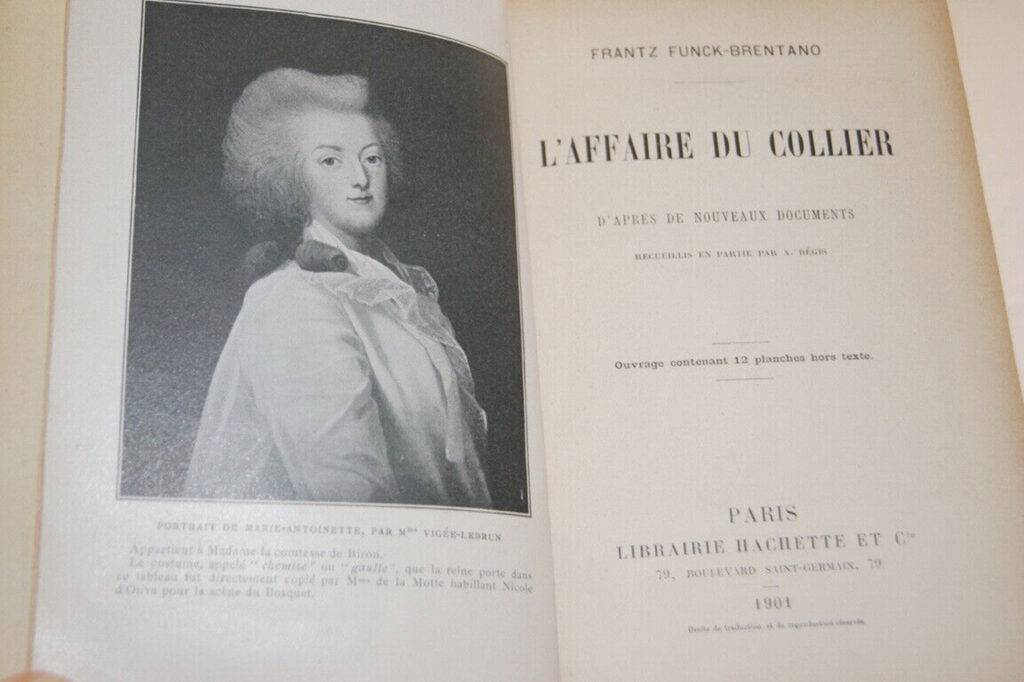 PORTRAIT DE MARIE-ANTOINETTE, PAR Mme VIGÉE-LEBRUN
Appartient à Madame la comtesse de Biron.
Le costume, appelé "chemise" ou "gaulle", que la reine porte dans
ce tableau fut directement copié par Mme de la Motte habillant Nicole
d'Oliva pour la scène du Bosquet.
FRANTZ FUNCK-BRENTANO
L'AFFAIRE DU COLLIER
D'APRÈS DE NOUVEAUX DOCUMENTS
RECUEILLIS EN PARTIE PAR A. BÉGIS
Ouvrage contenant 12 planches hors texte.
PARIS
LIBRAIRIE HACHETTE ET Cie
79, BOULEVARD SAINT-GERMAIN, 79
1901
Droits de traduction et de reproduction réservés.